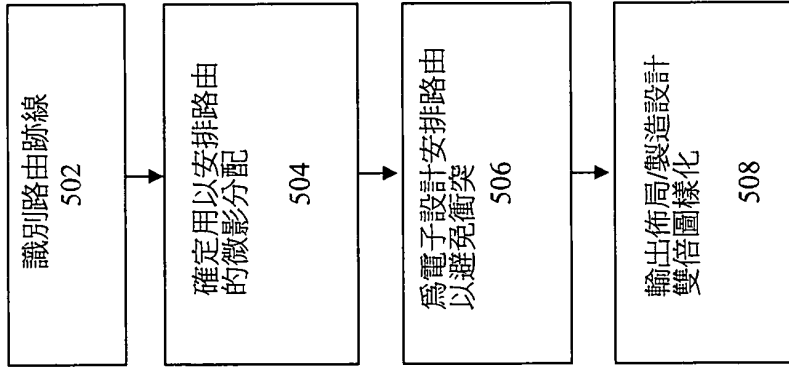 識別路由跡線
502
確定用以安排路由
的微影分配
504
爲電子設計安排路由
以避免衝突
506
輸出佈局/製造設計
雙倍圖樣化
508